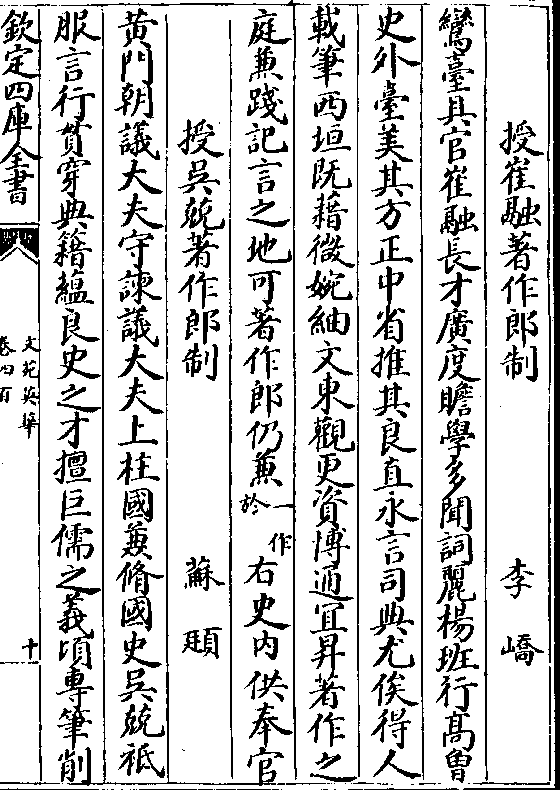 授崔融著作郎制　李嶠
鸞臺具官崔融長才廣度贍學多聞詞麗楊班行髙曽
史外臺美其方正中省推其良直永言司典尤俟得人
載筆西垣既藉微婉紬文東觀更資博通宜昇著作之
庭兼踐記言之地可著作郎仍兼一作於右史内供奉官
授吳兢著作郎制　蘇頲
黄門朝議大夫守諫議大夫上柱國兼脩國史吳兢祗
服言行貫穿典籍蘊良史之才擅巨儒之義頃專筆削
欽定四庫全書
文苑英華
卷四百
十